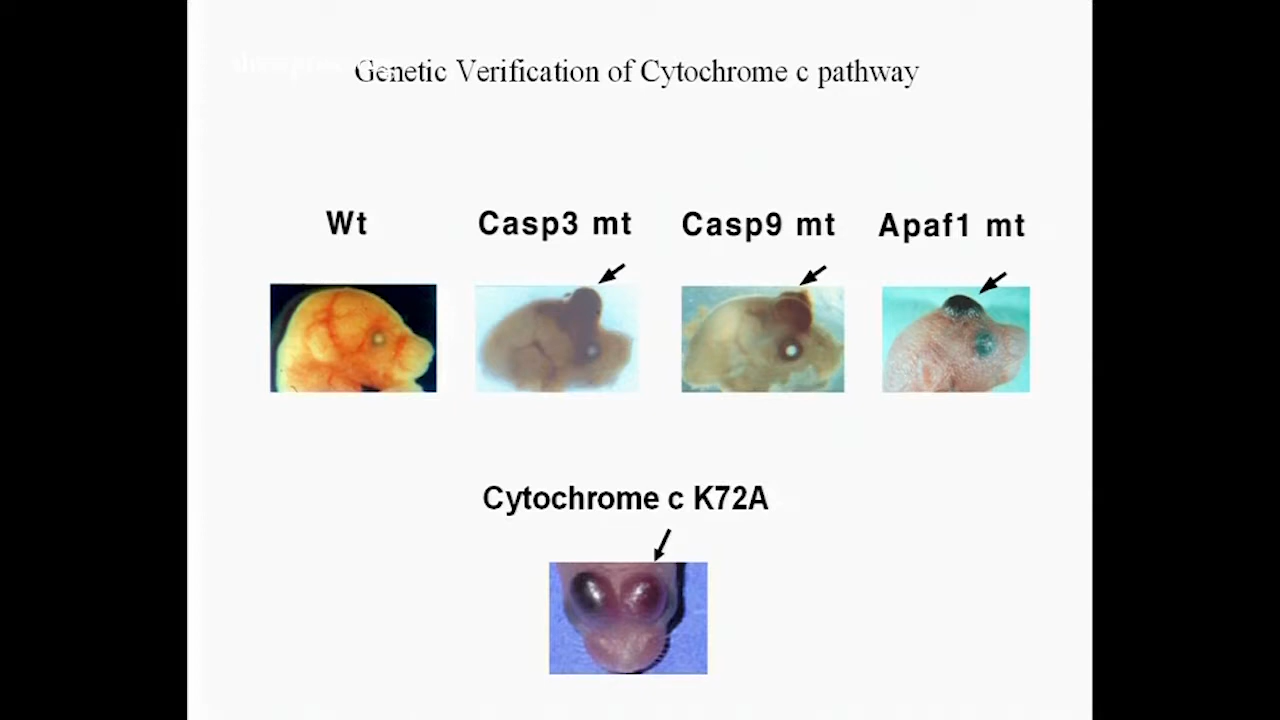 Genetic Verification of Cytochrome c pathway
Wt
Casp3 mt
Casp9 mt
Apaf1 mt
Cytochrome c K72A